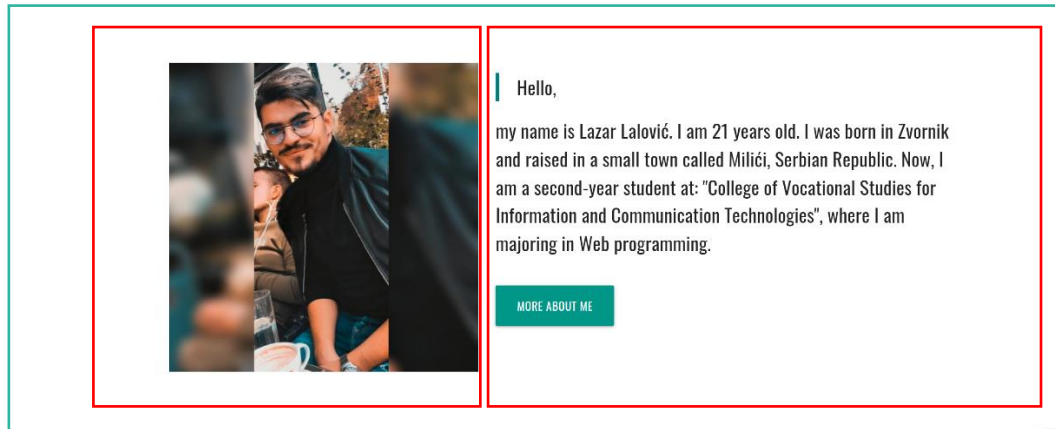 Hello,
my name is Lazar Lalović. I am 21 years old. I was born in Zvornik
and raised in a small town called Milići, Serbian Republic. Now, I
am a second-year student at: "College of Vocational Studies for
Information and Communication Technologies", where I am
majoring in Web programming.
MORE ABOUT ME